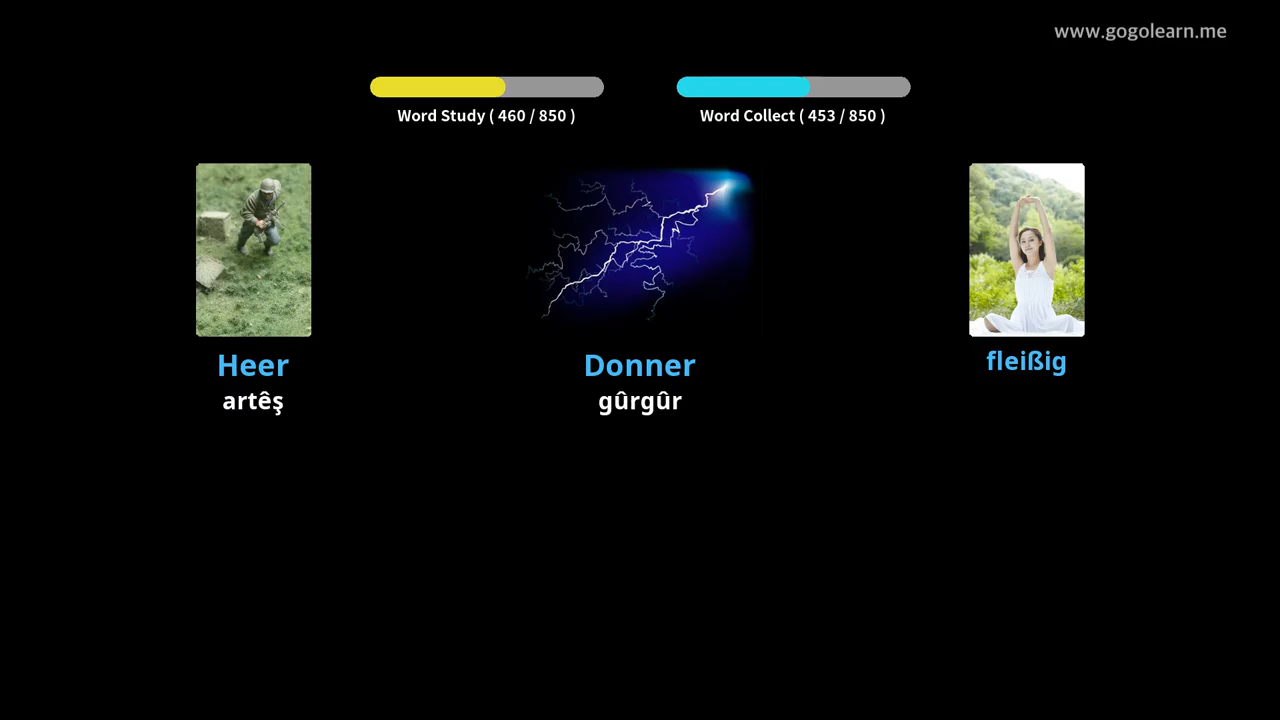 www.gogolearn.me
Word Study ( 460 / 850 )
Word Collect ( 453 / 850 )
Heer
artêş
Donner
gûrgûr
fleißig